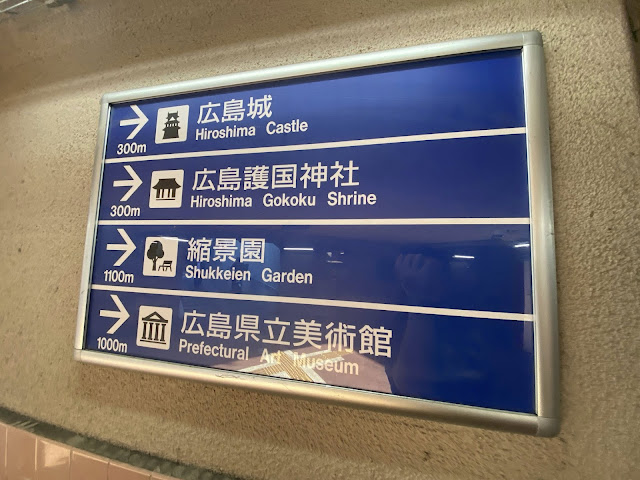 広島城
Hiroshima Castle
300m
広島護国神社
Hiroshima Gokoku Shrine
300m
縮景園
Shukkeien Garden
1100m
広島県立美術館
Prefectural Art Museum
1000m